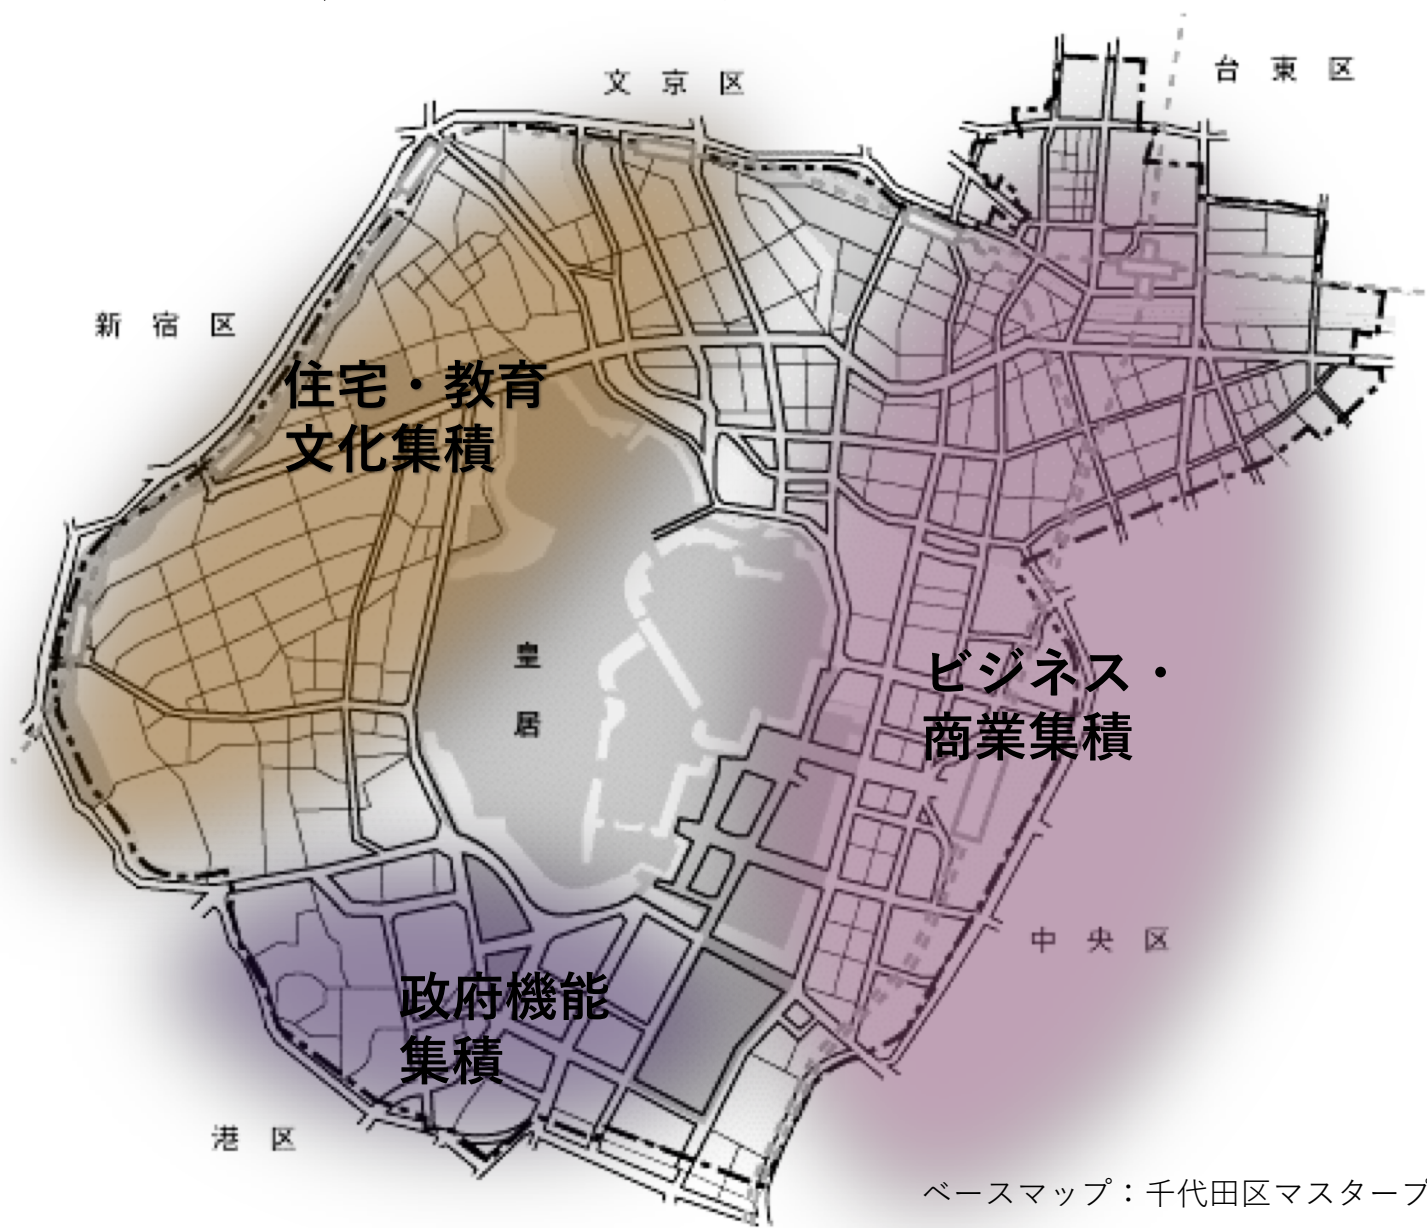 文京区
台東区
新宿区
住宅・教育
文化集積
皇
居
ビジネス・
商業集積
中央区
政府機能
集積
港区
ベースマップ：千代田区マスター